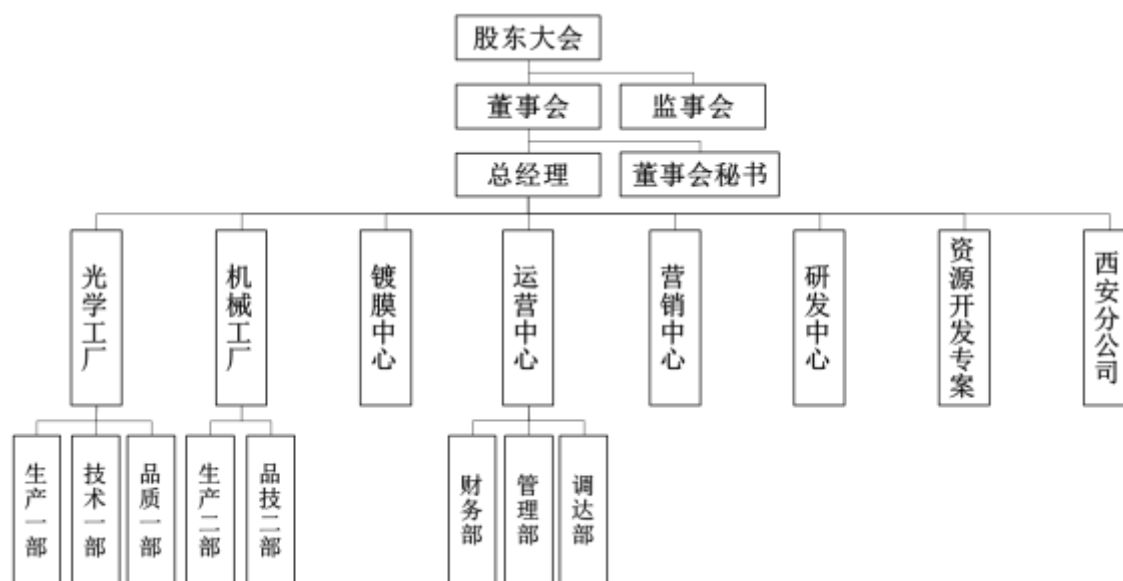 股东大会
董事会
监事会
总经理
董事会秘书
光学工厂
机械工厂
镀膜中心
运营中心
营销中心
研发中心
资源开发专案
西安分公司
生产一部
技术一部
品质一部
生产二部
品技二部
财务部
管理部
调达部